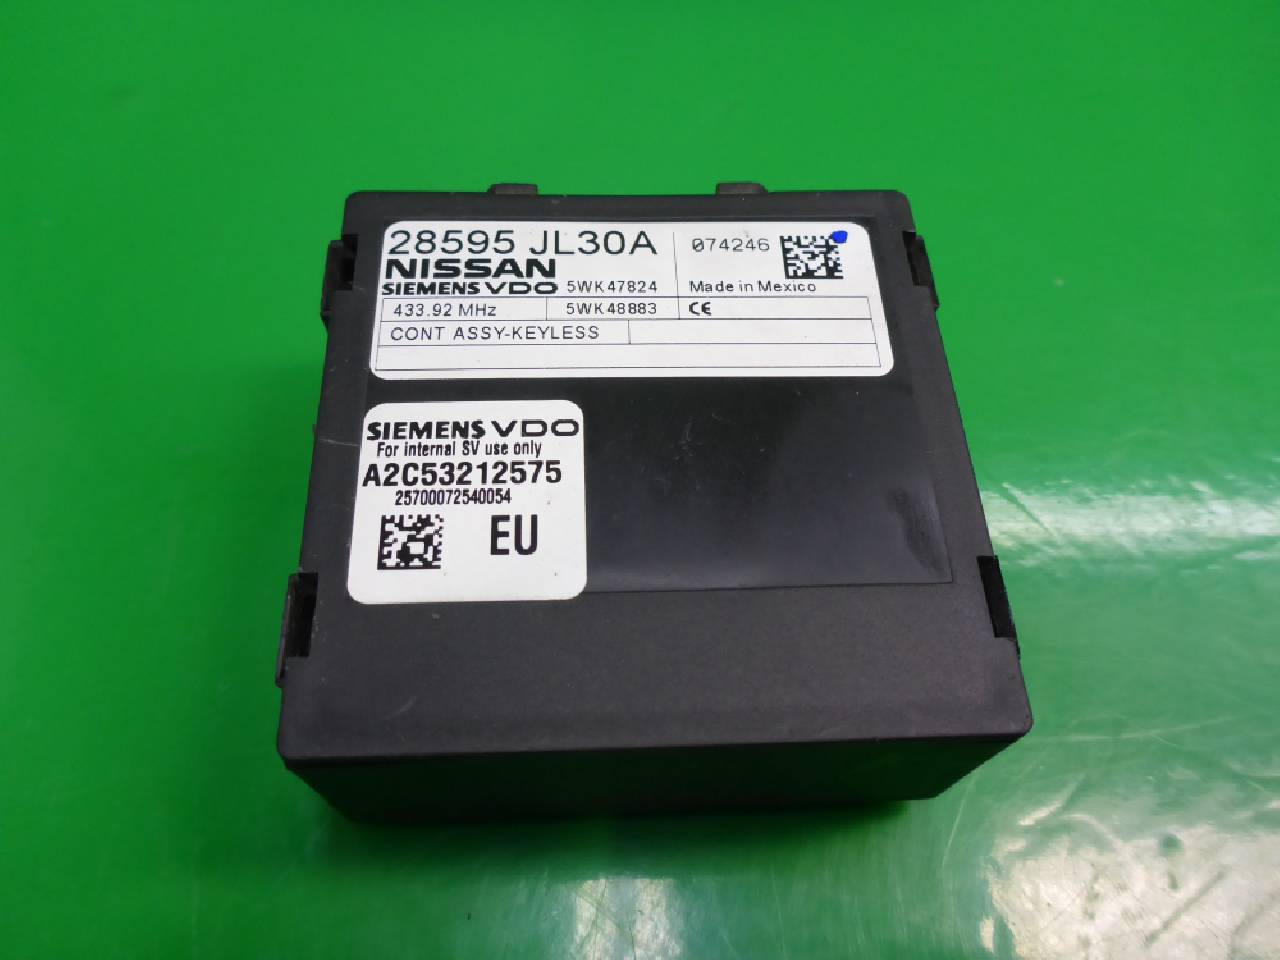 28595 JL30A 074246
NISSAN
SIEMENS VDO 5WK47824 Made in Mexico
433.92 MHz 5WK48883 CE
CONT ASSY-KEYLESS
SIEMENS VDO
For internal SV use only
A2C53212575
25700072540054
EU